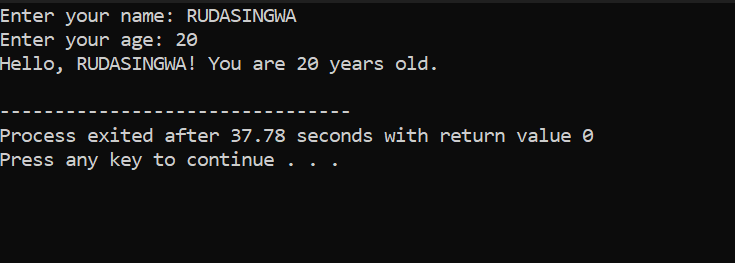 Enter your name: RUDASINGWA
Enter your age: 20
Hello, RUDASINGWA! You are 20 years old.
--------------------------------
Process exited after 37.78 seconds with return value 0
Press any key to continue . . .